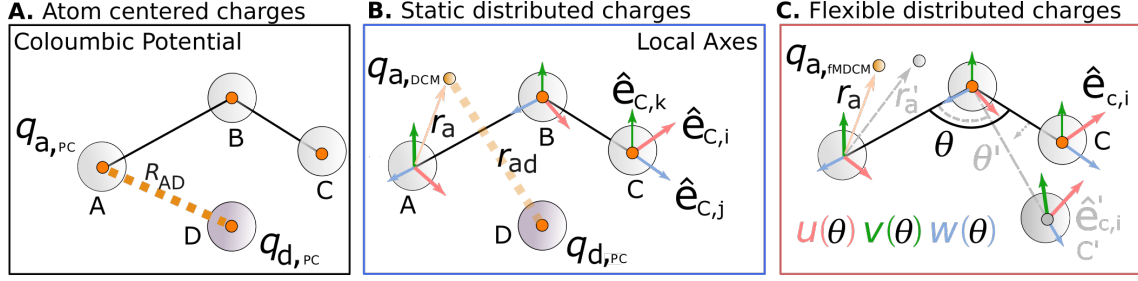 A. Atom centered charges
Coloumbic Potential
q_a,PC
R_AD
A
B
C
D
q_d,PC
B. Static distributed charges
Local Axes
q_a,DCM
r_a
r_ad
A
B
C
D
ê_C,k
ê_C,i
ê_C,j
q_d,PC
C. Flexible distributed charges
q_a,fMDCM
r_a
r_a'
ê_c,i
C
θ
θ'
ê'_c,i
C'
u(θ) v(θ) w(θ)